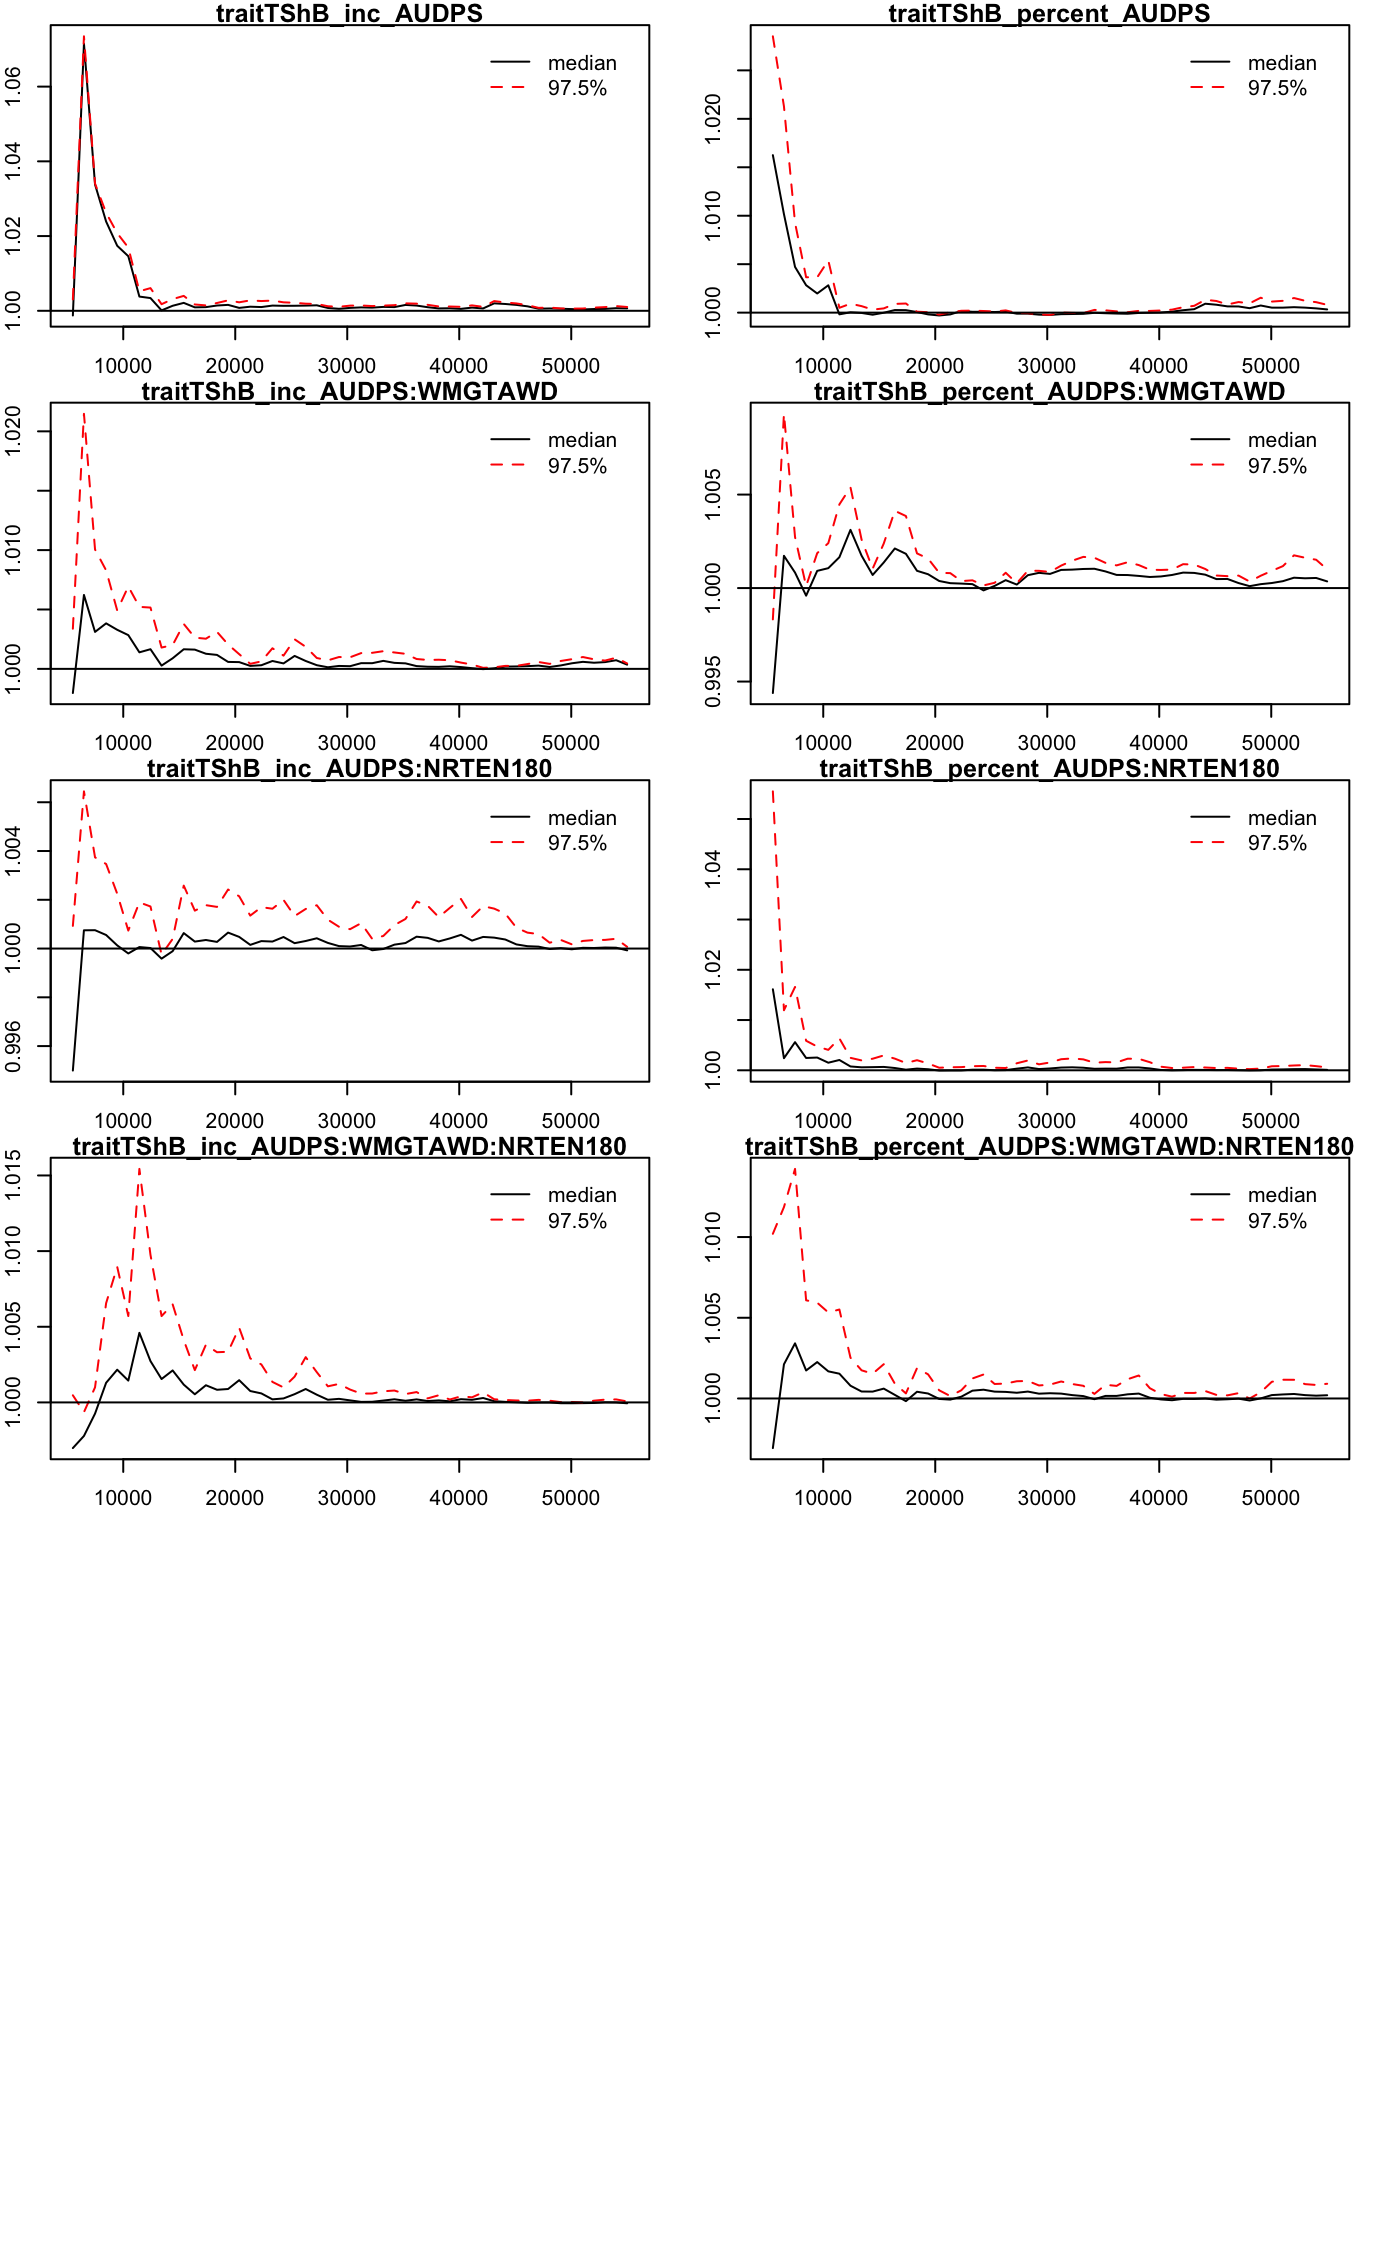 traitTShB_inc_AUDPS
median
97.5%
1.00 1.02 1.04 1.06
10000 20000 30000 40000 50000
traitTShB_percent_AUDPS
median
97.5%
1.000 1.010 1.020
10000 20000 30000 40000 50000
traitTShB_inc_AUDPS:WMGTAWD
median
97.5%
1.000 1.010 1.020
10000 20000 30000 40000 50000
traitTShB_percent_AUDPS:WMGTAWD
median
97.5%
0.995 1.000 1.005
10000 20000 30000 40000 50000
traitTShB_inc_AUDPS:NRTEN180
median
97.5%
0.996 1.000 1.004
10000 20000 30000 40000 50000
traitTShB_percent_AUDPS:NRTEN180
median
97.5%
1.00 1.02 1.04
10000 20000 30000 40000 50000
traitTShB_inc_AUDPS:WMGTAWD:NRTEN180
median
97.5%
1.000 1.005 1.010 1.015
10000 20000 30000 40000 50000
traitTShB_percent_AUDPS:WMGTAWD:NRTEN180
median
97.5%
1.000 1.005 1.010
10000 20000 30000 40000 50000